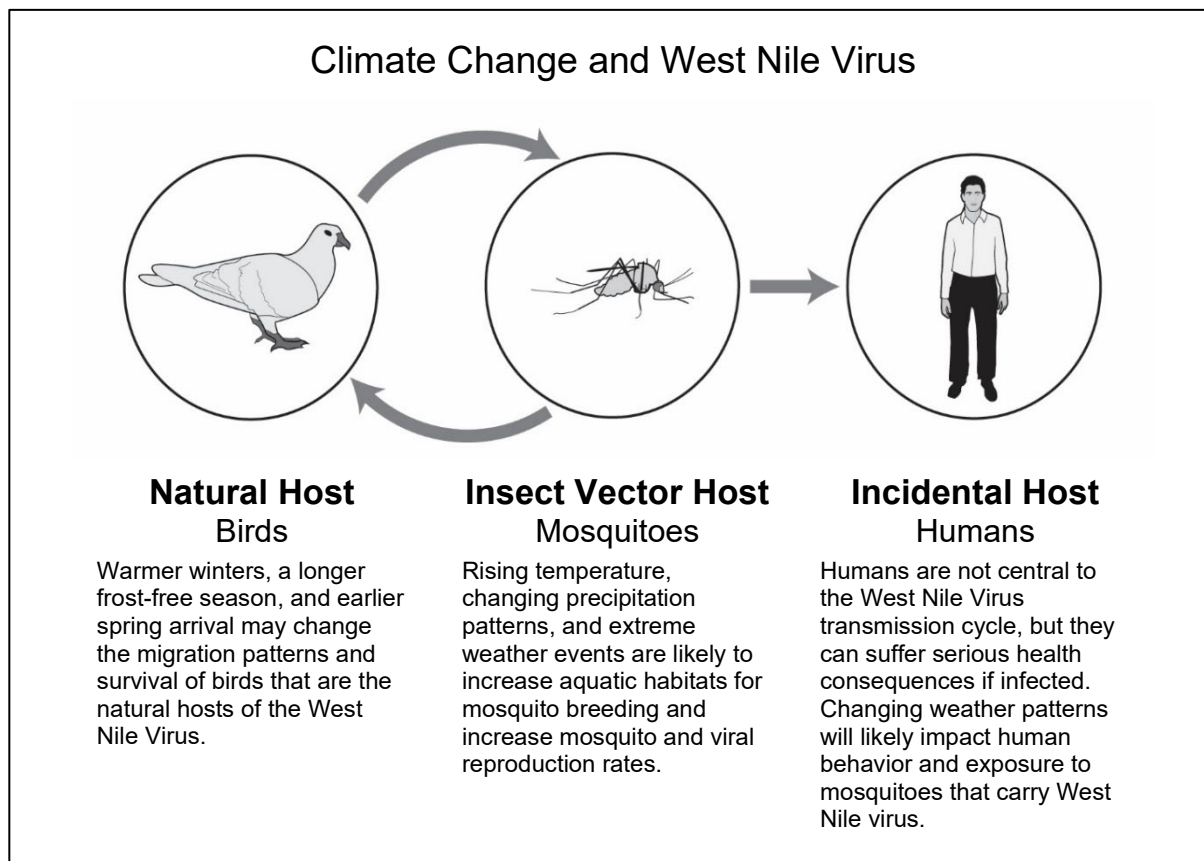 Climate Change and West Nile Virus
Natural Host
Birds
Warmer winters, a longer
frost-free season, and earlier
spring arrival may change
the migration patterns and
survival of birds that are the
natural hosts of the West
Nile Virus.
Insect Vector Host
Mosquitoes
Rising temperature,
changing precipitation
patterns, and extreme
weather events are likely to
increase aquatic habitats for
mosquito breeding and
increase mosquito and viral
reproduction rates.
Incidental Host
Humans
Humans are not central to
the West Nile Virus
transmission cycle, but they
can suffer serious health
consequences if infected.
Changing weather patterns
will likely impact human
behavior and exposure to
mosquitoes that carry West
Nile virus.